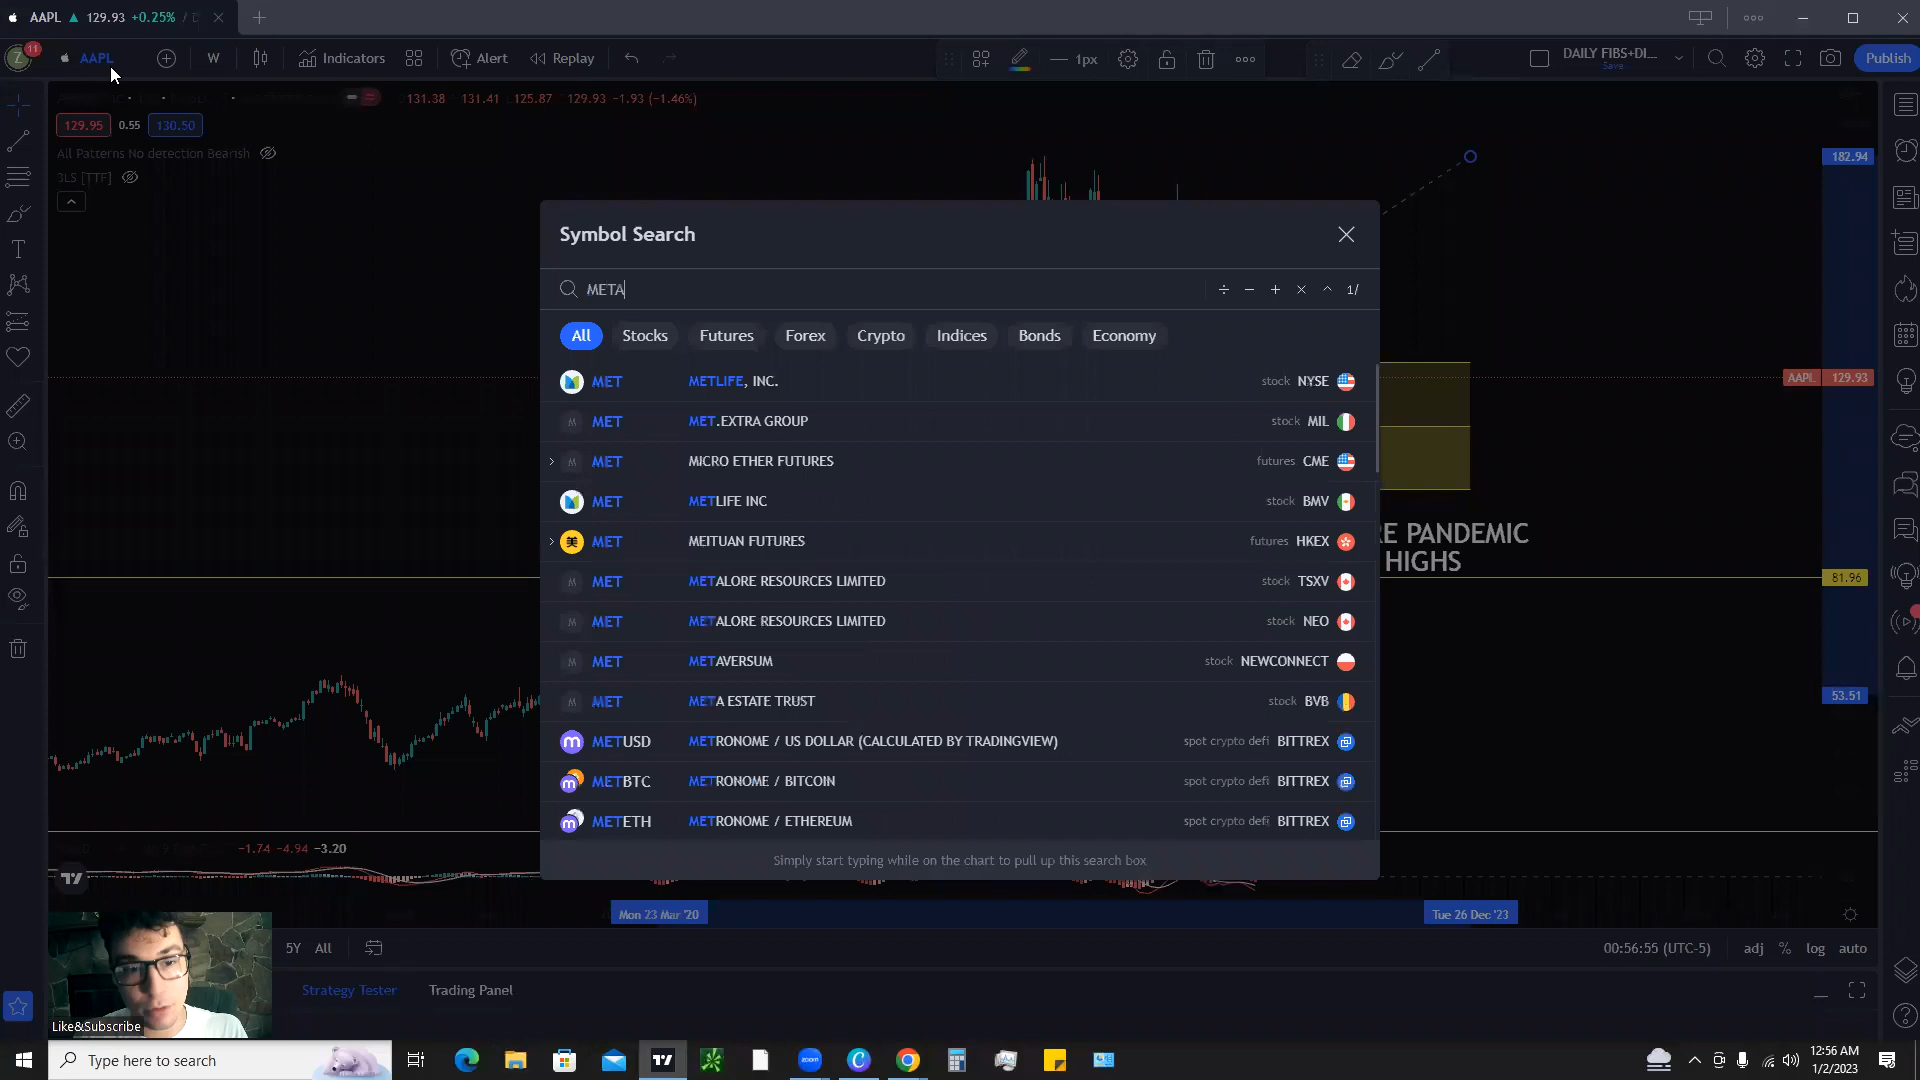 AAPL ▲ 129.93 +0.25% /
11 AAPL W Indicators Alert Replay 1px DAILY FIBS+DI... Save Publish
131.38 131.41 125.87 129.93 −1.93 (−1.46%)
129.95 0.55 130.50
All Patterns No detection Bearish
3LS [TTF]
182.94
Symbol Search
META ÷ − + × ^ 1/
All Stocks Futures Forex Crypto Indices Bonds Economy
MET METLIFE, INC. stock NYSE
AAPL 129.93
M MET MET.EXTRA GROUP stock MIL
M MET MICRO ETHER FUTURES futures CME
MET METLIFE INC stock BMV
美 MET MEITUAN FUTURES futures HKEX
RE PANDEMIC
HIGHS
M MET METALORE RESOURCES LIMITED stock TSXV
81.96
M MET METALORE RESOURCES LIMITED stock NEO
M MET METAVERSUM stock NEWCONNECT
M MET META ESTATE TRUST stock BVB
53.51
m METUSD METRONOME / US DOLLAR (CALCULATED BY TRADINGVIEW) spot crypto defi BITTREX
m METBTC METRONOME / BITCOIN spot crypto defi BITTREX
m METETH METRONOME / ETHEREUM spot crypto defi BITTREX
−1.74 −4.94 −3.20
Simply start typing while on the chart to pull up this search box
Mon 23 Mar '20 Tue 26 Dec '23
5Y All 00:56:55 (UTC-5) adj % log auto
Strategy Tester Trading Panel
Like&Subscribe
Type here to search zoom 12:56 AM
1/2/2023